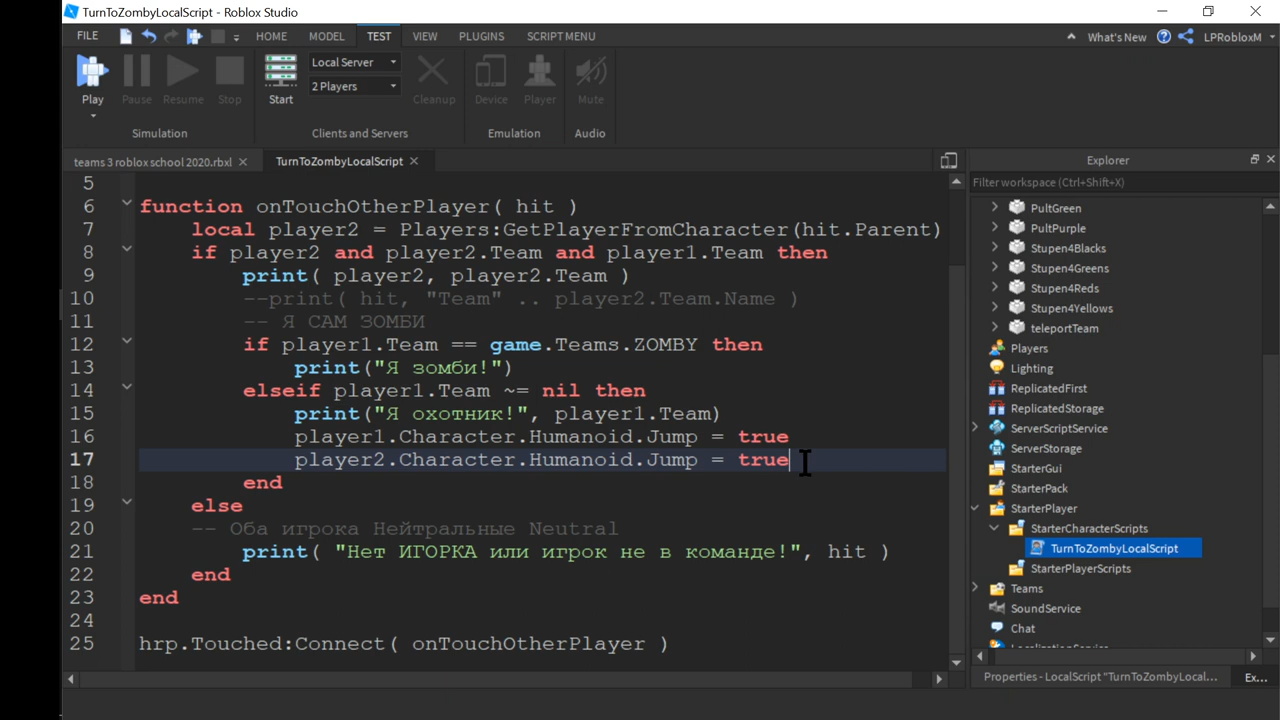 TurnToZombyLocalScript - Roblox Studio
FILE HOME MODEL TEST VIEW PLUGINS SCRIPT MENU What's New LPRobloxM
Play Pause Resume Stop
Simulation
Start Local Server 2 Players Cleanup
Clients and Servers
Device Player
Emulation
Mute
Audio
teams 3 roblox school 2020.rbxl TurnToZombyLocalScript
5
6 function onTouchOtherPlayer( hit )
7 local player2 = Players:GetPlayerFromCharacter(hit.Parent)
8 if player2 and player2.Team and player1.Team then
9 print( player2, player2.Team )
10 --print( hit, "Team" .. player2.Team.Name )
11 -- Я САМ ЗОМБИ
12 if player1.Team == game.Teams.ZOMBY then
13 print("Я зомби!")
14 elseif player1.Team ~= nil then
15 print("Я охотник!", player1.Team)
16 player1.Character.Humanoid.Jump = true
17 player2.Character.Humanoid.Jump = true
18 end
19 else
20 -- Оба игрока Нейтральные Neutral
21 print( "Нет ИГОРКА или игрок не в команде!", hit )
22 end
23 end
24
25 hrp.Touched:Connect( onTouchOtherPlayer )
Explorer
Filter workspace (Ctrl+Shift+X)
PultGreen
PultPurple
Stupen4Blacks
Stupen4Greens
Stupen4Reds
Stupen4Yellows
teleportTeam
Players
Lighting
ReplicatedFirst
ReplicatedStorage
ServerScriptService
ServerStorage
StarterGui
StarterPack
StarterPlayer
StarterCharacterScripts
TurnToZombyLocalScript
StarterPlayerScripts
Teams
SoundService
Chat
LocalizationService
Properties - LocalScript "TurnToZombyLocal... Ex...